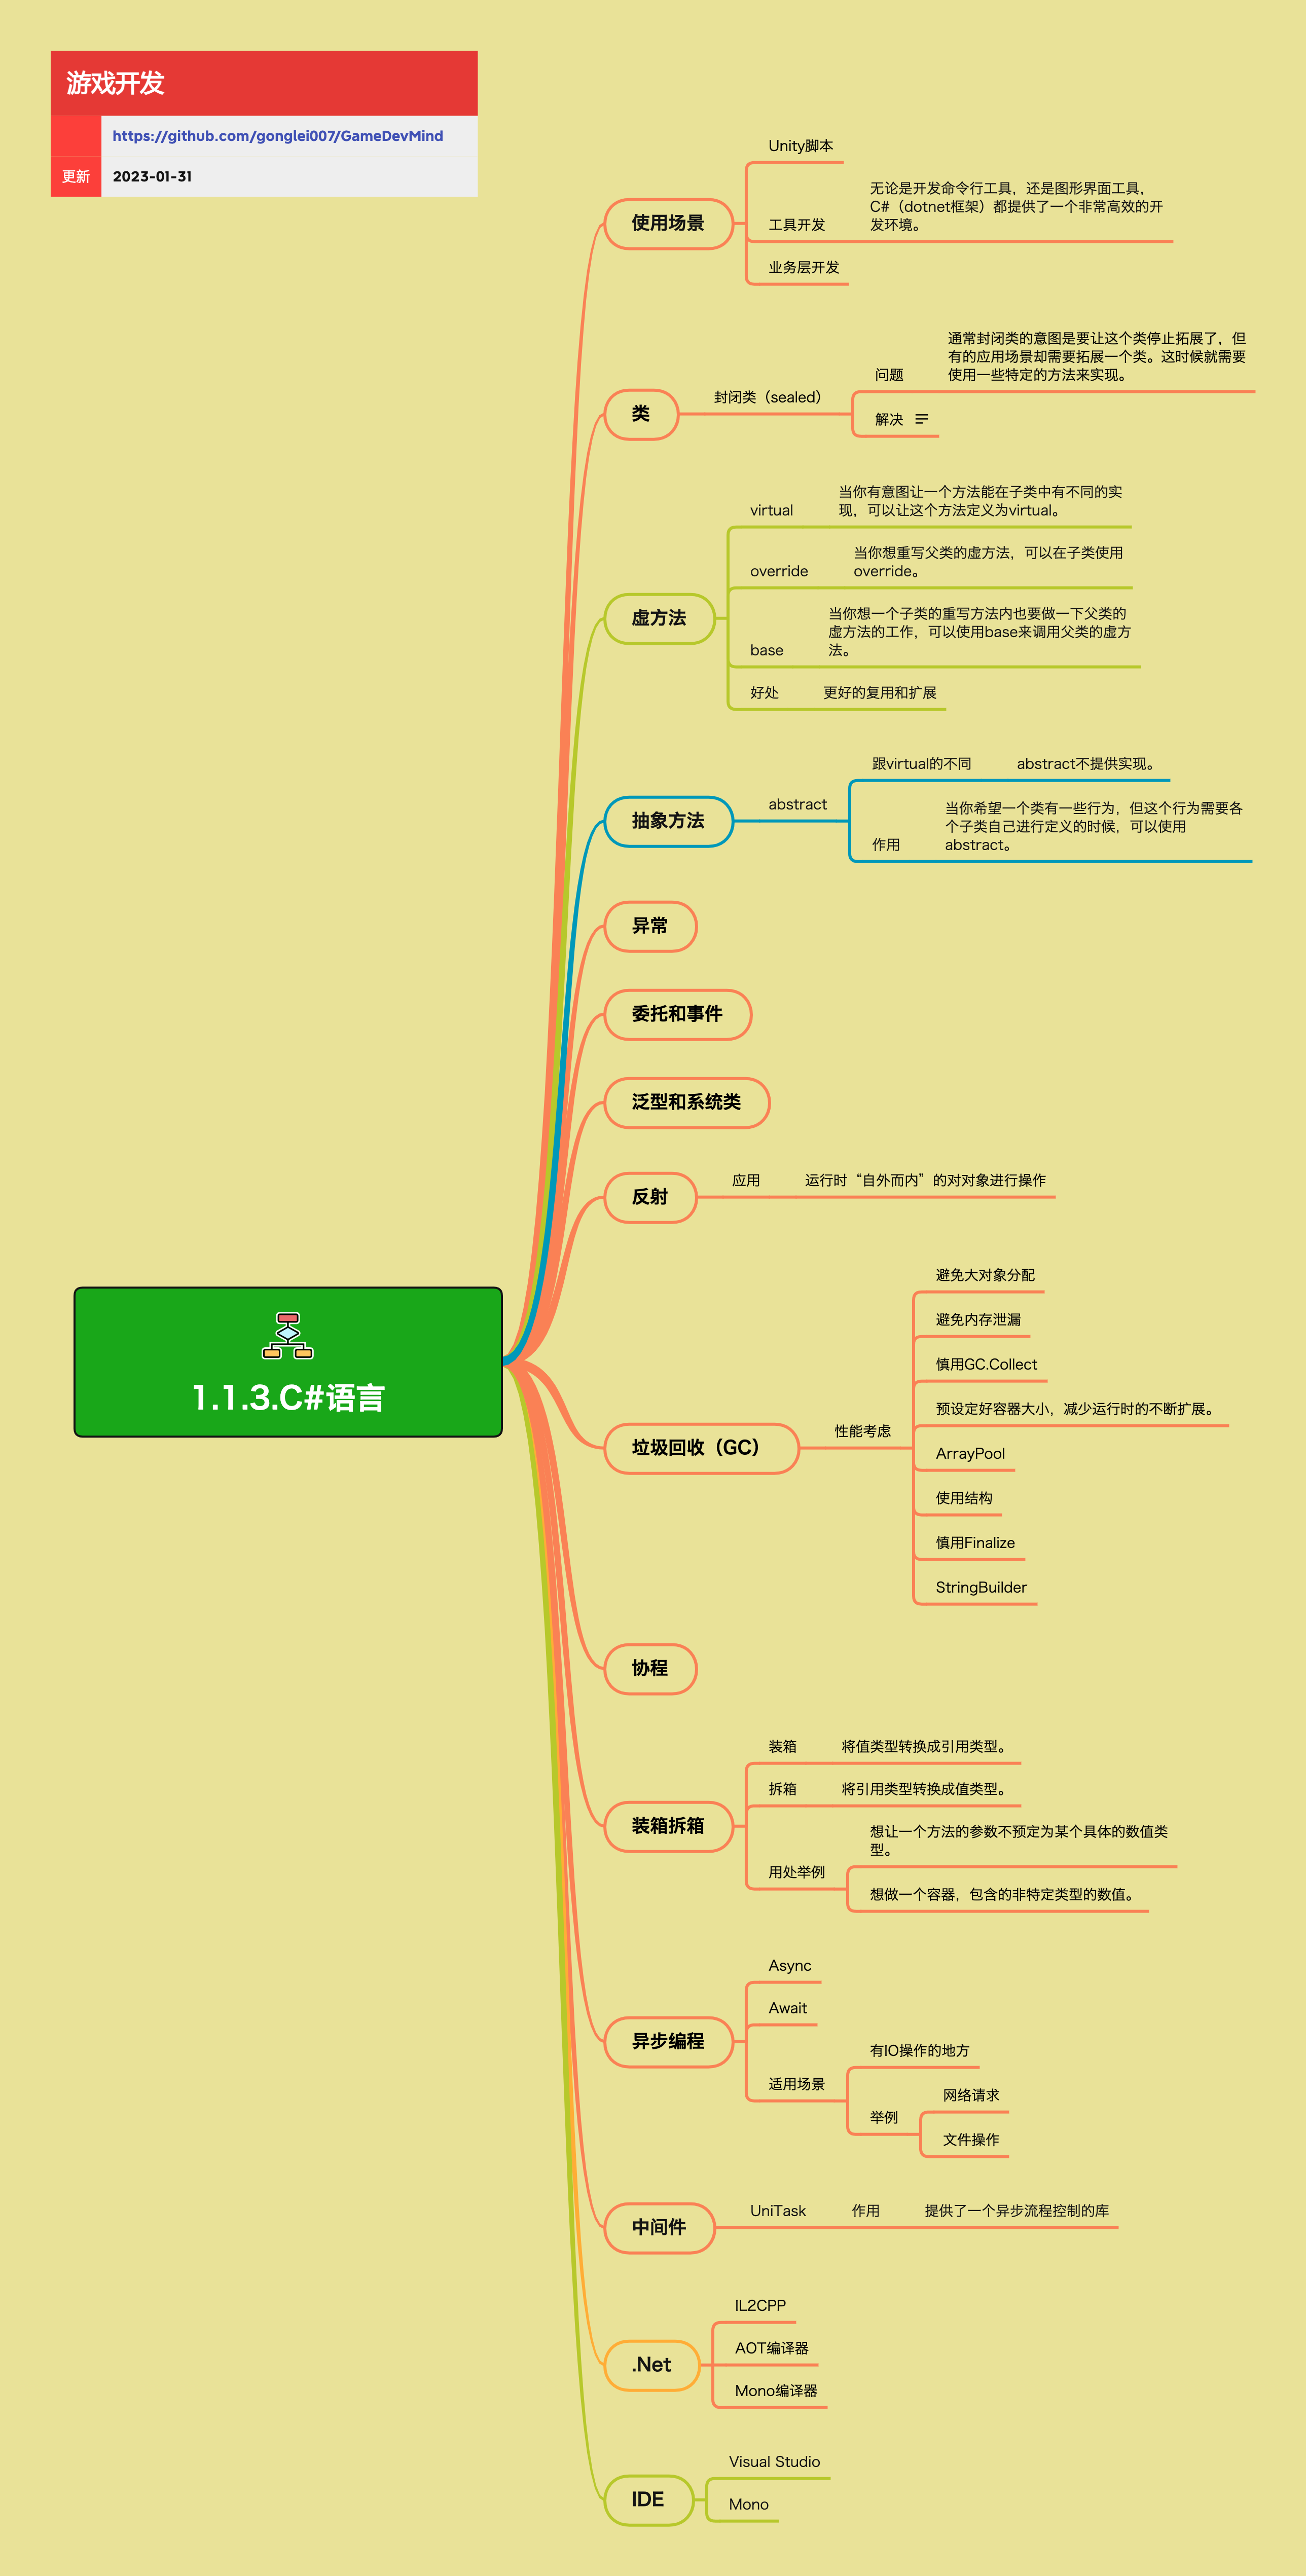 游戏开发
https://github.com/gonglei007/GameDevMind
更新
2023-01-31
1.1.3.C#语言
使用场景
Unity脚本
工具开发
无论是开发命令行工具，还是图形界面工具，
C#（dotnet框架）都提供了一个非常高效的开
发环境。
业务层开发
类
封闭类（sealed）
问题
通常封闭类的意图是要让这个类停止拓展了，但
有的应用场景却需要拓展一个类。这时候就需要
使用一些特定的方法来实现。
解决
虚方法
virtual
当你有意图让一个方法能在子类中有不同的实
现，可以让这个方法定义为virtual。
override
当你想重写父类的虚方法，可以在子类使用
override。
base
当你想一个子类的重写方法内也要做一下父类的
虚方法的工作，可以使用base来调用父类的虚方
法。
好处
更好的复用和扩展
抽象方法
abstract
跟virtual的不同
abstract不提供实现。
作用
当你希望一个类有一些行为，但这个行为需要各
个子类自己进行定义的时候，可以使用
abstract。
异常
委托和事件
泛型和系统类
反射
应用
运行时“自外而内”的对对象进行操作
垃圾回收（GC）
性能考虑
避免大对象分配
避免内存泄漏
慎用GC.Collect
预设定好容器大小，减少运行时的不断扩展。
ArrayPool
使用结构
慎用Finalize
StringBuilder
协程
装箱拆箱
装箱
将值类型转换成引用类型。
拆箱
将引用类型转换成值类型。
用处举例
想让一个方法的参数不预定为某个具体的数值类
型。
想做一个容器，包含的非特定类型的数值。
异步编程
Async
Await
适用场景
有IO操作的地方
举例
网络请求
文件操作
中间件
UniTask
作用
提供了一个异步流程控制的库
.Net
IL2CPP
AOT编译器
Mono编译器
IDE
Visual Studio
Mono